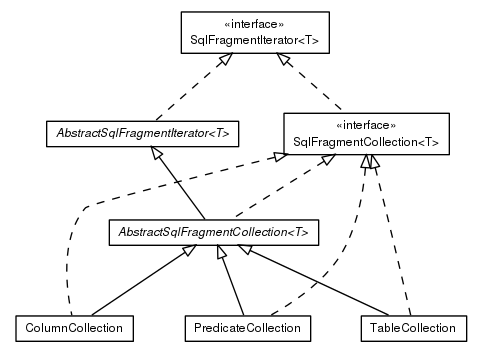 «interface»
SqlFragmentIterator<T>
AbstractSqlFragmentIterator<T>
«interface»
SqlFragmentCollection<T>
AbstractSqlFragmentCollection<T>
ColumnCollection
PredicateCollection
TableCollection